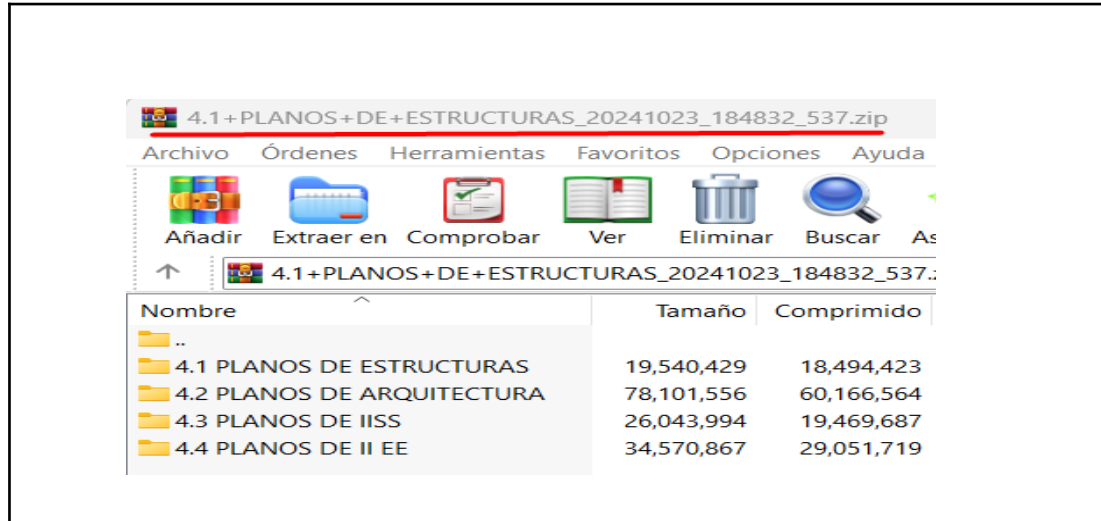 4.1+PLANOS+DE+ESTRUCTURAS_20241023_184832_537.zip
Archivo Órdenes Herramientas Favoritos Opciones Ayuda
Añadir Extraer en Comprobar Ver Eliminar Buscar As
4.1+PLANOS+DE+ESTRUCTURAS_20241023_184832_537.z
Nombre Tamaño Comprimido
..
4.1 PLANOS DE ESTRUCTURAS 19,540,429 18,494,423
4.2 PLANOS DE ARQUITECTURA 78,101,556 60,166,564
4.3 PLANOS DE IISS 26,043,994 19,469,687
4.4 PLANOS DE II EE 34,570,867 29,051,719